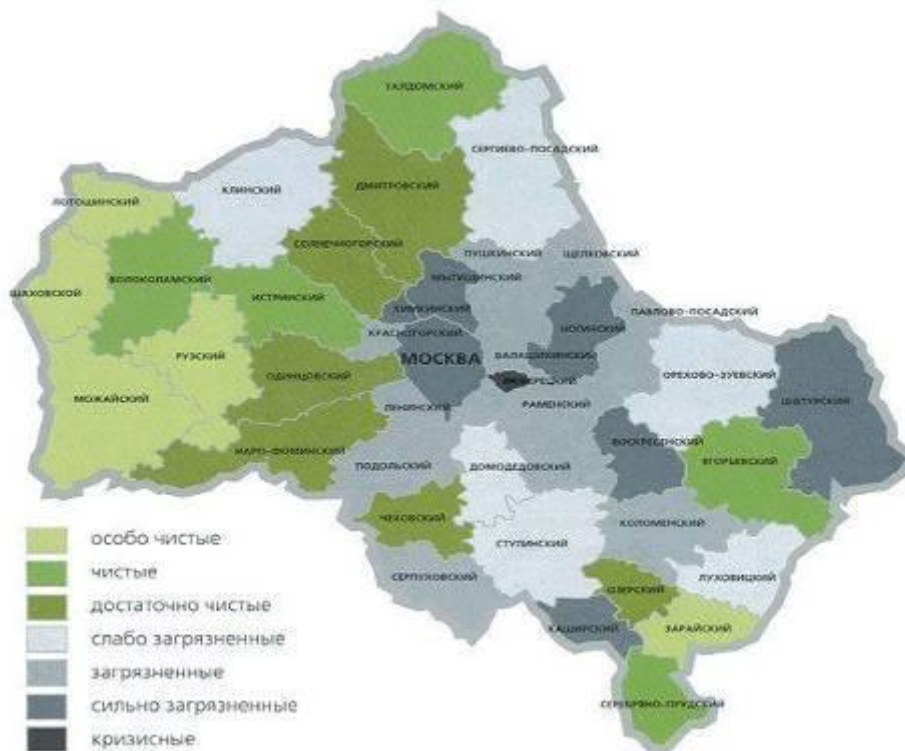 ТАЛДОМСКИЙ
СЕРГИЕВО-ПОСАДСКИЙ
КЛИНСКИЙ
ДМИТРОВСКИЙ
ЛОТОШИНСКИЙ
СОЛНЕЧНОГОРСКИЙ
ПУШКИНСКИЙ
ЩЕЛКОВСКИЙ
ВОЛОКОЛАМСКИЙ
МЫТИЩИНСКИЙ
ШАХОВСКОЙ
ИСТРИНСКИЙ
ХИМКИНСКИЙ
ПАВЛОВО-ПОСАДСКИЙ
КРАСНОГОРСКИЙ
НОГИНСКИЙ
РУЗСКИЙ
МОСКВА
БАЛАШИХИНСКИЙ
ОДИНЦОВСКИЙ
ОРЕХОВО-ЗУЕВСКИЙ
МОЖАЙСКИЙ
ЛЕНИНСКИЙ
РАМЕНСКИЙ
ШАТУРСКИЙ
НАРО-ФОМИНСКИЙ
ВОСКРЕСЕНСКИЙ
ПОДОЛЬСКИЙ
ДОМОДЕДОВСКИЙ
ЕГОРЬЕВСКИЙ
ЧЕХОВСКИЙ
КОЛОМЕНСКИЙ
СТУПИНСКИЙ
СЕРПУХОВСКИЙ
ЛУХОВИЦКИЙ
ОЗЕРСКИЙ
КАШИРСКИЙ
ЗАРАЙСКИЙ
СЕРЕБРЯНО-ПРУДСКИЙ
особо чистые
чистые
достаточно чистые
слабо загрязненные
загрязненные
сильно загрязненные
кризисные